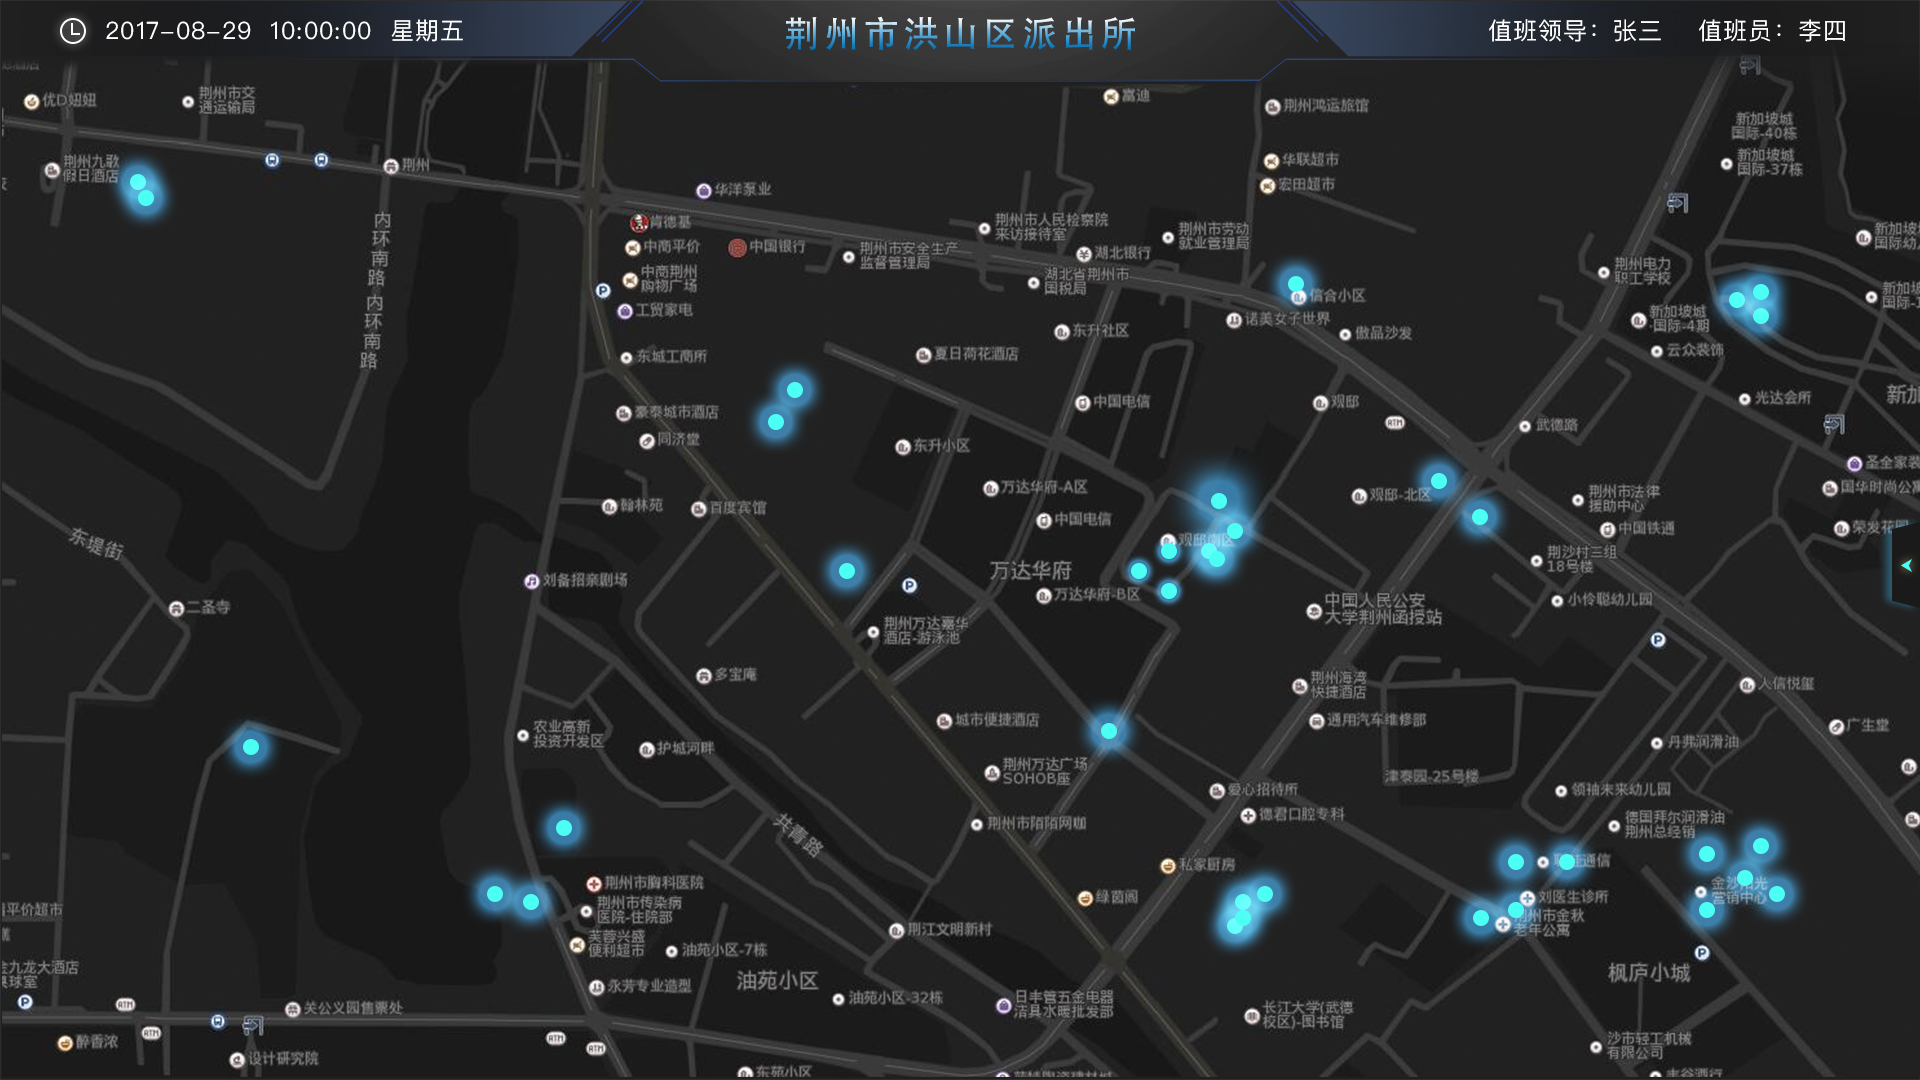 2017-08-29 10:00:00 星期五
荆州市洪山区派出所
值班领导：张三 值班员：李四
优D妞妞
荆州市交
通运输局
富迪
荆州鸿运旅馆
新加坡城
国际-40栋
新加坡城
国际-37栋
荆州九歌
假日酒店
荆州
华洋泵业
华联超市
宏田超市
内环南路
内环南路
肯德基
中商平价
中国银行
荆州市安全生产
监督管理局
荆州市人民检察院
来访接待室
湖北银行
荆州市劳动
就业管理局
中商荆州
购物广场
湖北省荆州市
国税局
荆州电力
职工学校
工贸家电
信合小区
诺美女子世界
傲品沙发
新加坡城
国际-4期
云众装饰
东升社区
东城工商所
夏日荷花酒店
豪泰城市酒店
同济堂
中国电信
观邸
光达会所
新加
武德路
东升小区
圣全家装
国华时尚公寓
万达华府-A区
观邸-北区
荆州市法律
援助中心
翰林苑
百度宾馆
中国电信
中国铁通
荣发花园
东堤街
观邸南区
荆沙村三组
18号楼
万达华府
刘备招亲剧场
万达华府-B区
小伶聪幼儿园
二圣寺
中国人民公安
大学荆州函授站
荆州万达嘉华
酒店-游泳池
多宝庵
荆州海湾
快捷酒店
人信悦玺
城市便捷酒店
通用汽车维修部
广生堂
农业高新
投资开发区
护城河畔
丹弗润滑油
荆州万达广场
SOHOB座
津泰园-25号楼
爱心招待所
领袖未来幼儿园
德君口腔专科
德国拜尔润滑油
荆州总经销
共青路
荆州市陌陌网咖
私家厨房
荆州市胸科医院
绿茵阁
刘医生诊所
金沙阳光
营销中心
荆州市传染病
医院-住院部
荆州市金秋
老年公寓
平价超市
荆江文明新村
芙蓉兴盛
便利超市
油苑小区-7栋
金九龙大酒店
桌球室
油苑小区
枫庐小城
永芳专业造型
油苑小区-32栋
日丰管五金电器
洁具水暖批发部
关公义园售票处
长江大学(武德
校区)-图书馆
醉香浓
设计研究院
沙市轻工机械
有限公司
东苑小区